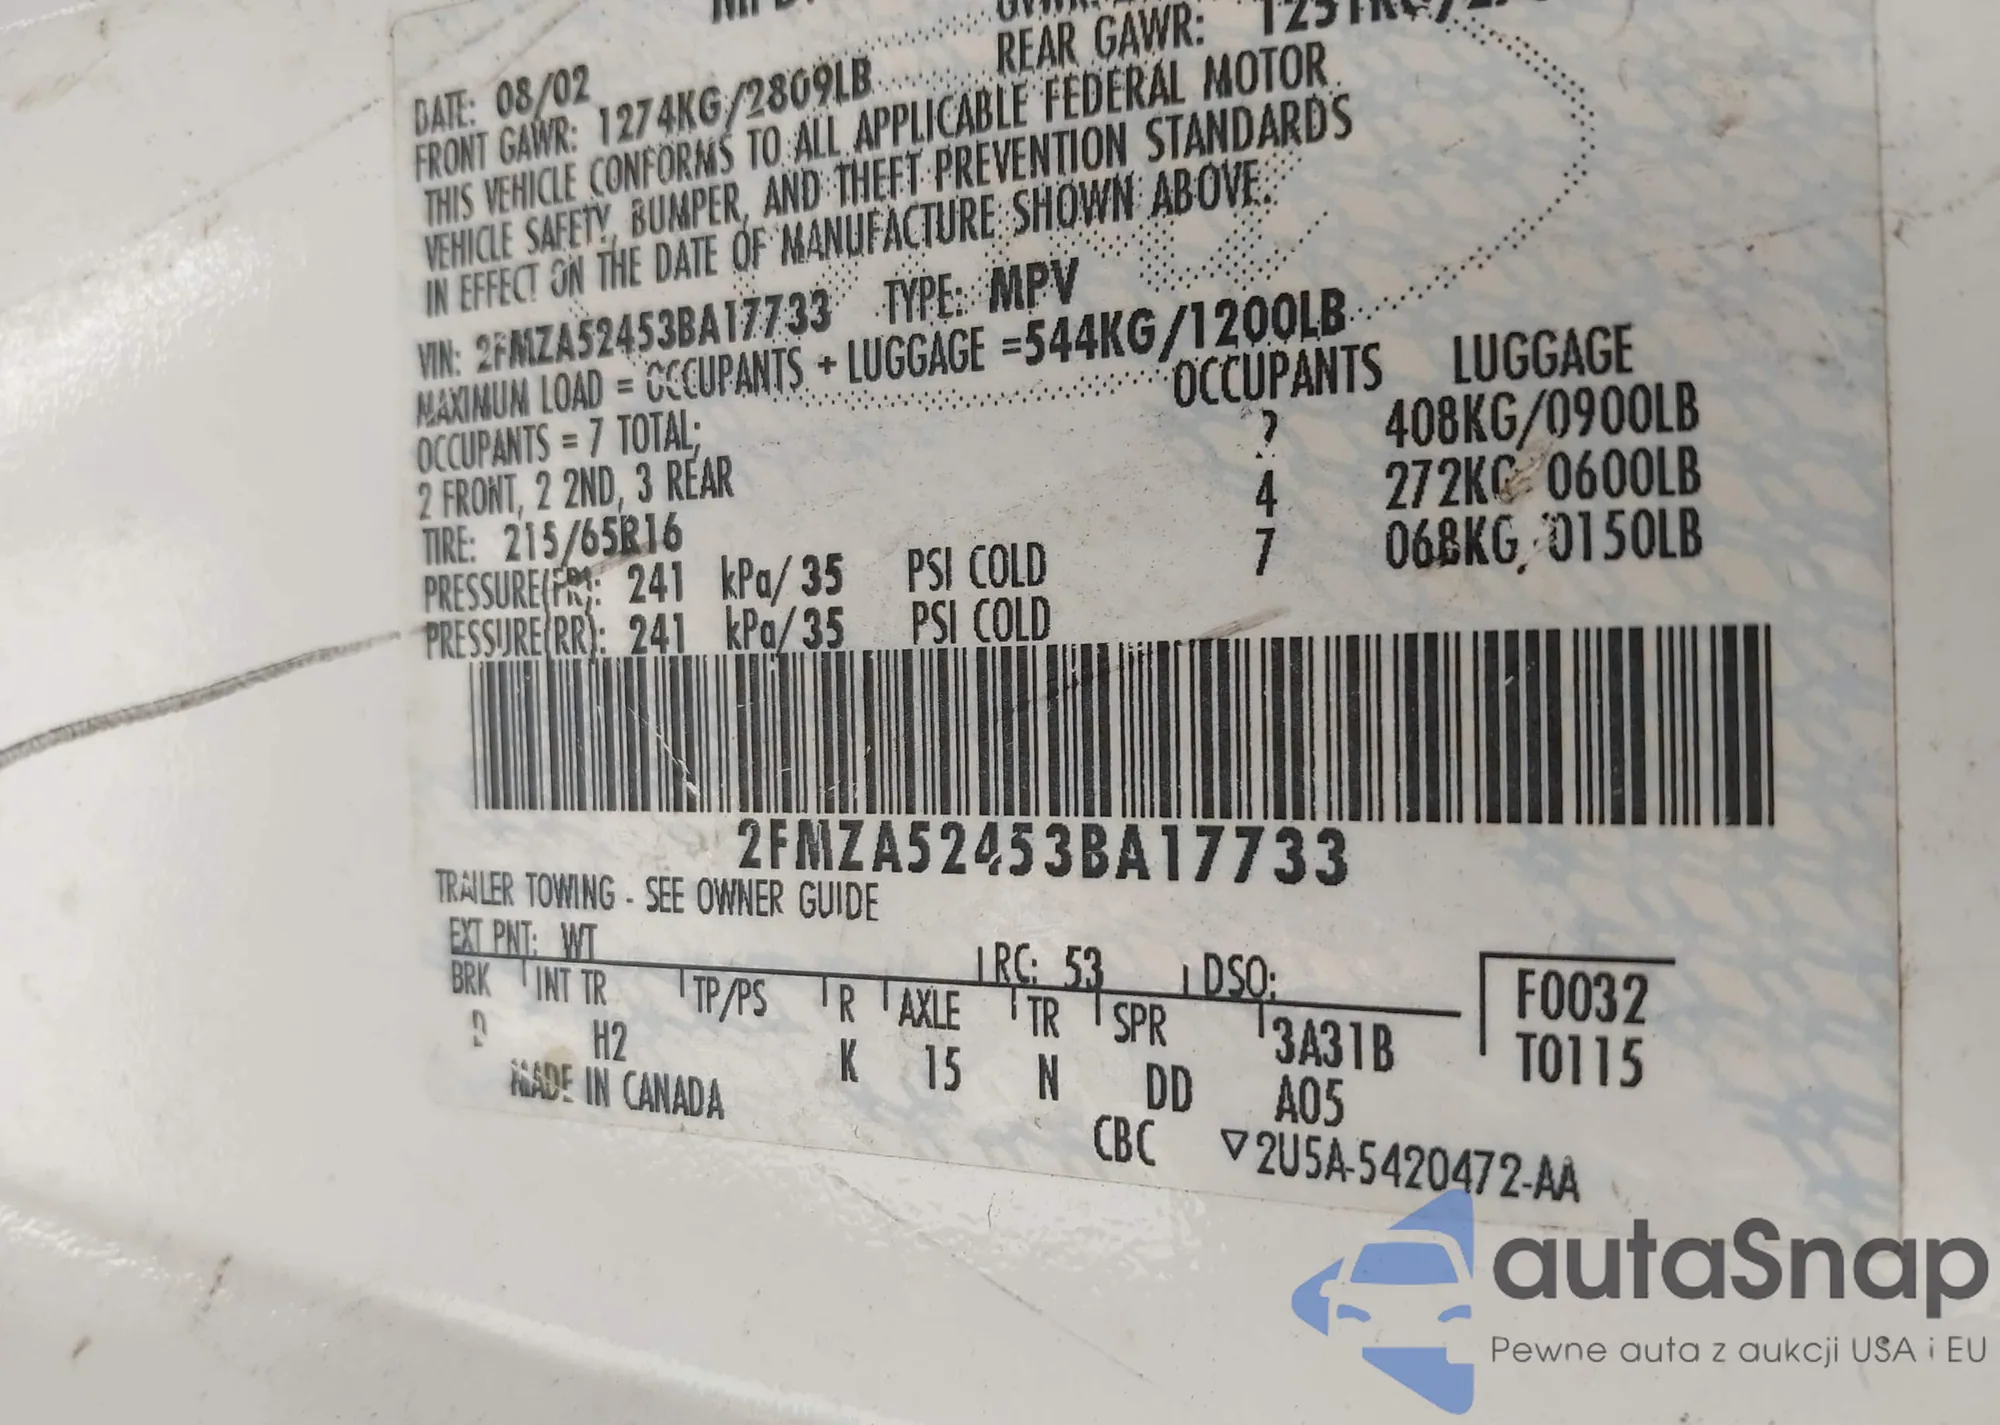 REAR GAWR:
DATE: 08/02
FRONT GAWR: 1274KG/2809LB
THIS VEHICLE CONFORMS TO ALL APPLICABLE FEDERAL MOTOR
VEHICLE SAFETY, BUMPER, AND THEFT PREVENTION STANDARDS
IN EFFECT ON THE DATE OF MANUFACTURE SHOWN ABOVE.
VIN: 2FMZA52453BA17733 TYPE: MPV
MAXIMUM LOAD = OCCUPANTS + LUGGAGE =544KG/1200LB
OCCUPANTS = 7 TOTAL; OCCUPANTS LUGGAGE
2 FRONT, 2 2ND, 3 REAR 408KG/0900LB
TIRE: 215/65R16 4 272KG 0600LB
PRESSURE(FR): 241 kPa/35 PSI COLD 7 068KG 0150LB
PRESSURE(RR): 241 kPa/35 PSI COLD
2FMZA52453BA17733
TRAILER TOWING - SEE OWNER GUIDE
EXT PNT: WT RC: 53 DSO:
BRK INT TR TP/PS R AXLE TR SPR 3A31B F0032
H2 K 15 N DD A05 T0115
MADE IN CANADA
CBC ▽2U5A-5420472-AA
autaSnap
Pewne auta z aukcji USA i EU